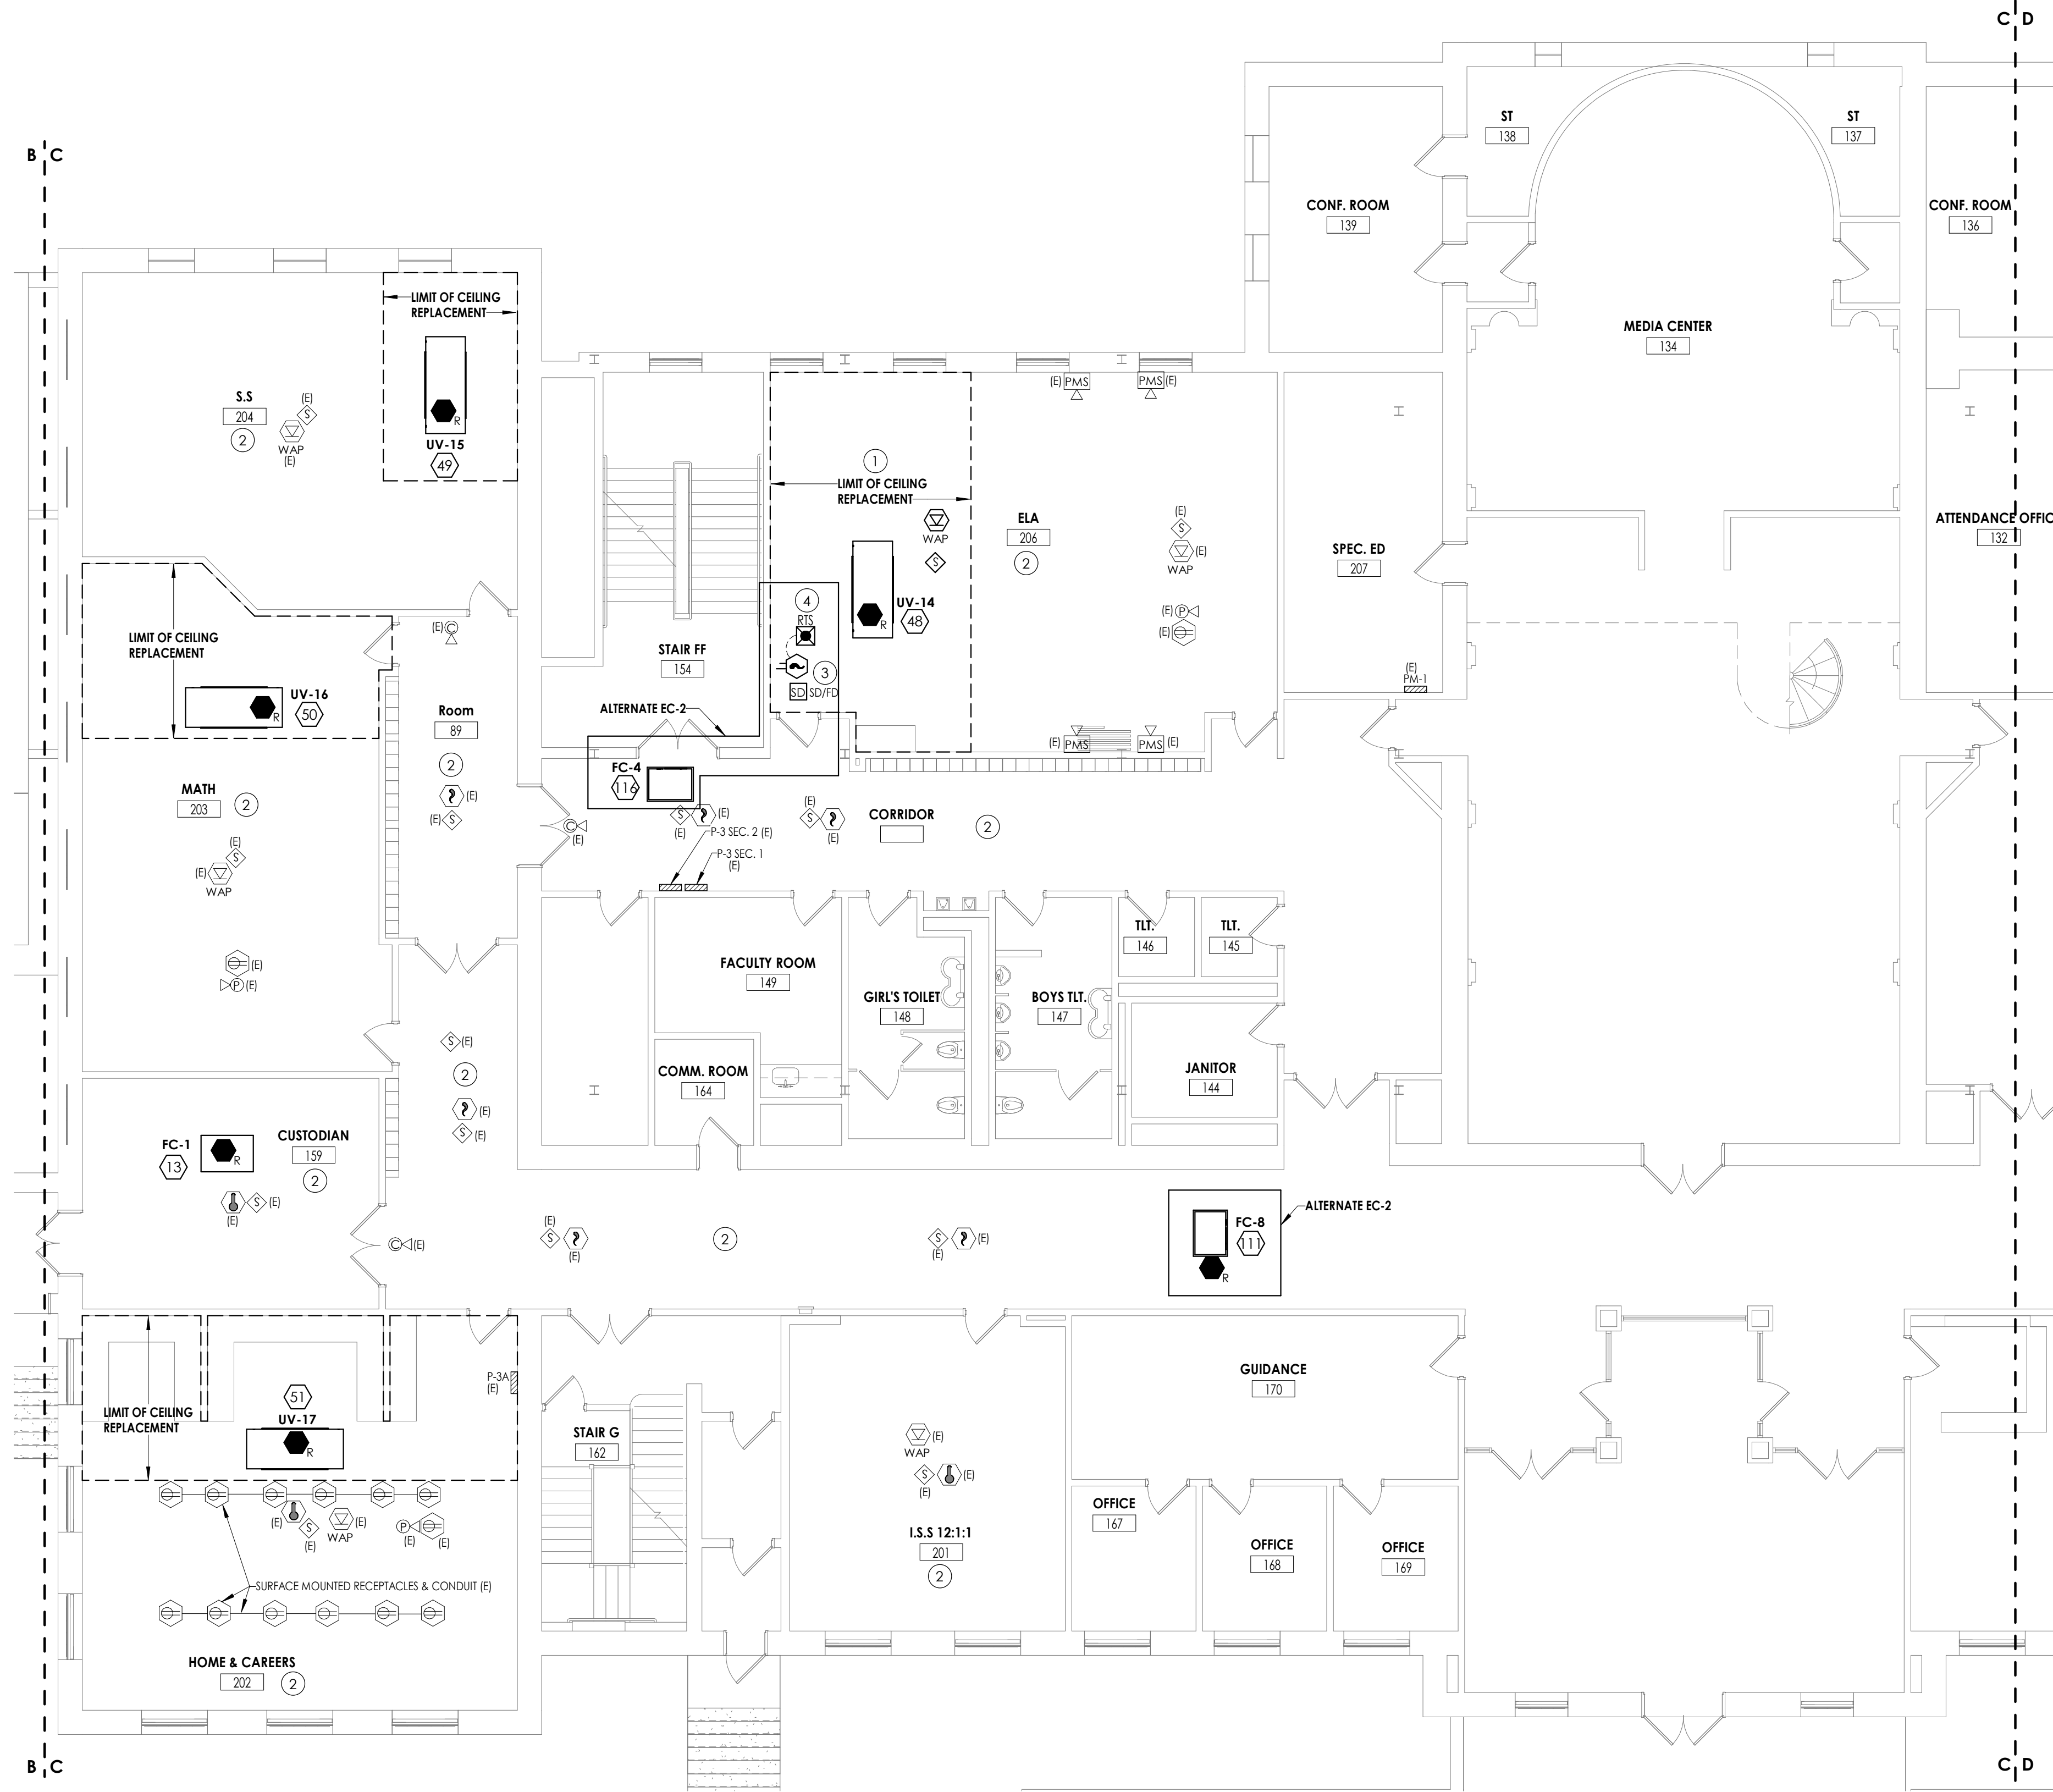 C D
B C
ST
138
ST
137
CONF. ROOM
139
CONF. ROOM
136
MEDIA CENTER
134
LIMIT OF CEILING
REPLACEMENT
S.S
204
2
(E)
S
WAP
(E)
R
UV-15
49
(E) PMS
PMS (E)
1
LIMIT OF CEILING
REPLACEMENT
WAP
S
ELA
206
2
(E)
S
(E)
WAP
SPEC. ED
207
ATTENDANCE OFFIC
132
UV-14
48
R
4
RTS
3
SD SD/FD
(E) P
(E)
STAIR FF
154
LIMIT OF CEILING
REPLACEMENT
(E) C
UV-16
50
R
Room
89
2
(E)
(E) S
(E)
PM-1
ALTERNATE EC-2
FC-4
116
(E) PMS
PMS (E)
MATH
203
2
(E)
S
(E)
WAP
C
(E)
S
(E)
(E)
(E)
S
(E)
CORRIDOR
2
P-3 SEC. 2 (E)
P-3 SEC. 1
(E)
TLT.
146
TLT.
145
(E)
P (E)
FACULTY ROOM
149
GIRL'S TOILET
148
BOYS TLT.
147
S (E)
2
(E)
S (E)
COMM. ROOM
164
JANITOR
144
FC-1
13
R
CUSTODIAN
159
2
S (E)
(E)
C (E)
(E)
S
(E)
2
S
(E)
(E)
FC-8
111
R
ALTERNATE EC-2
P-3A
(E)
LIMIT OF CEILING
REPLACEMENT
51
UV-17
R
STAIR G
162
GUIDANCE
170
(E)
WAP
S
(E)
(E)
OFFICE
167
OFFICE
168
OFFICE
169
I.S.S 12:1:1
201
2
(E)
S
(E)
(E)
WAP
P
(E)
(E)
SURFACE MOUNTED RECEPTACLES & CONDUIT (E)
HOME & CAREERS
202
2
B C
C D